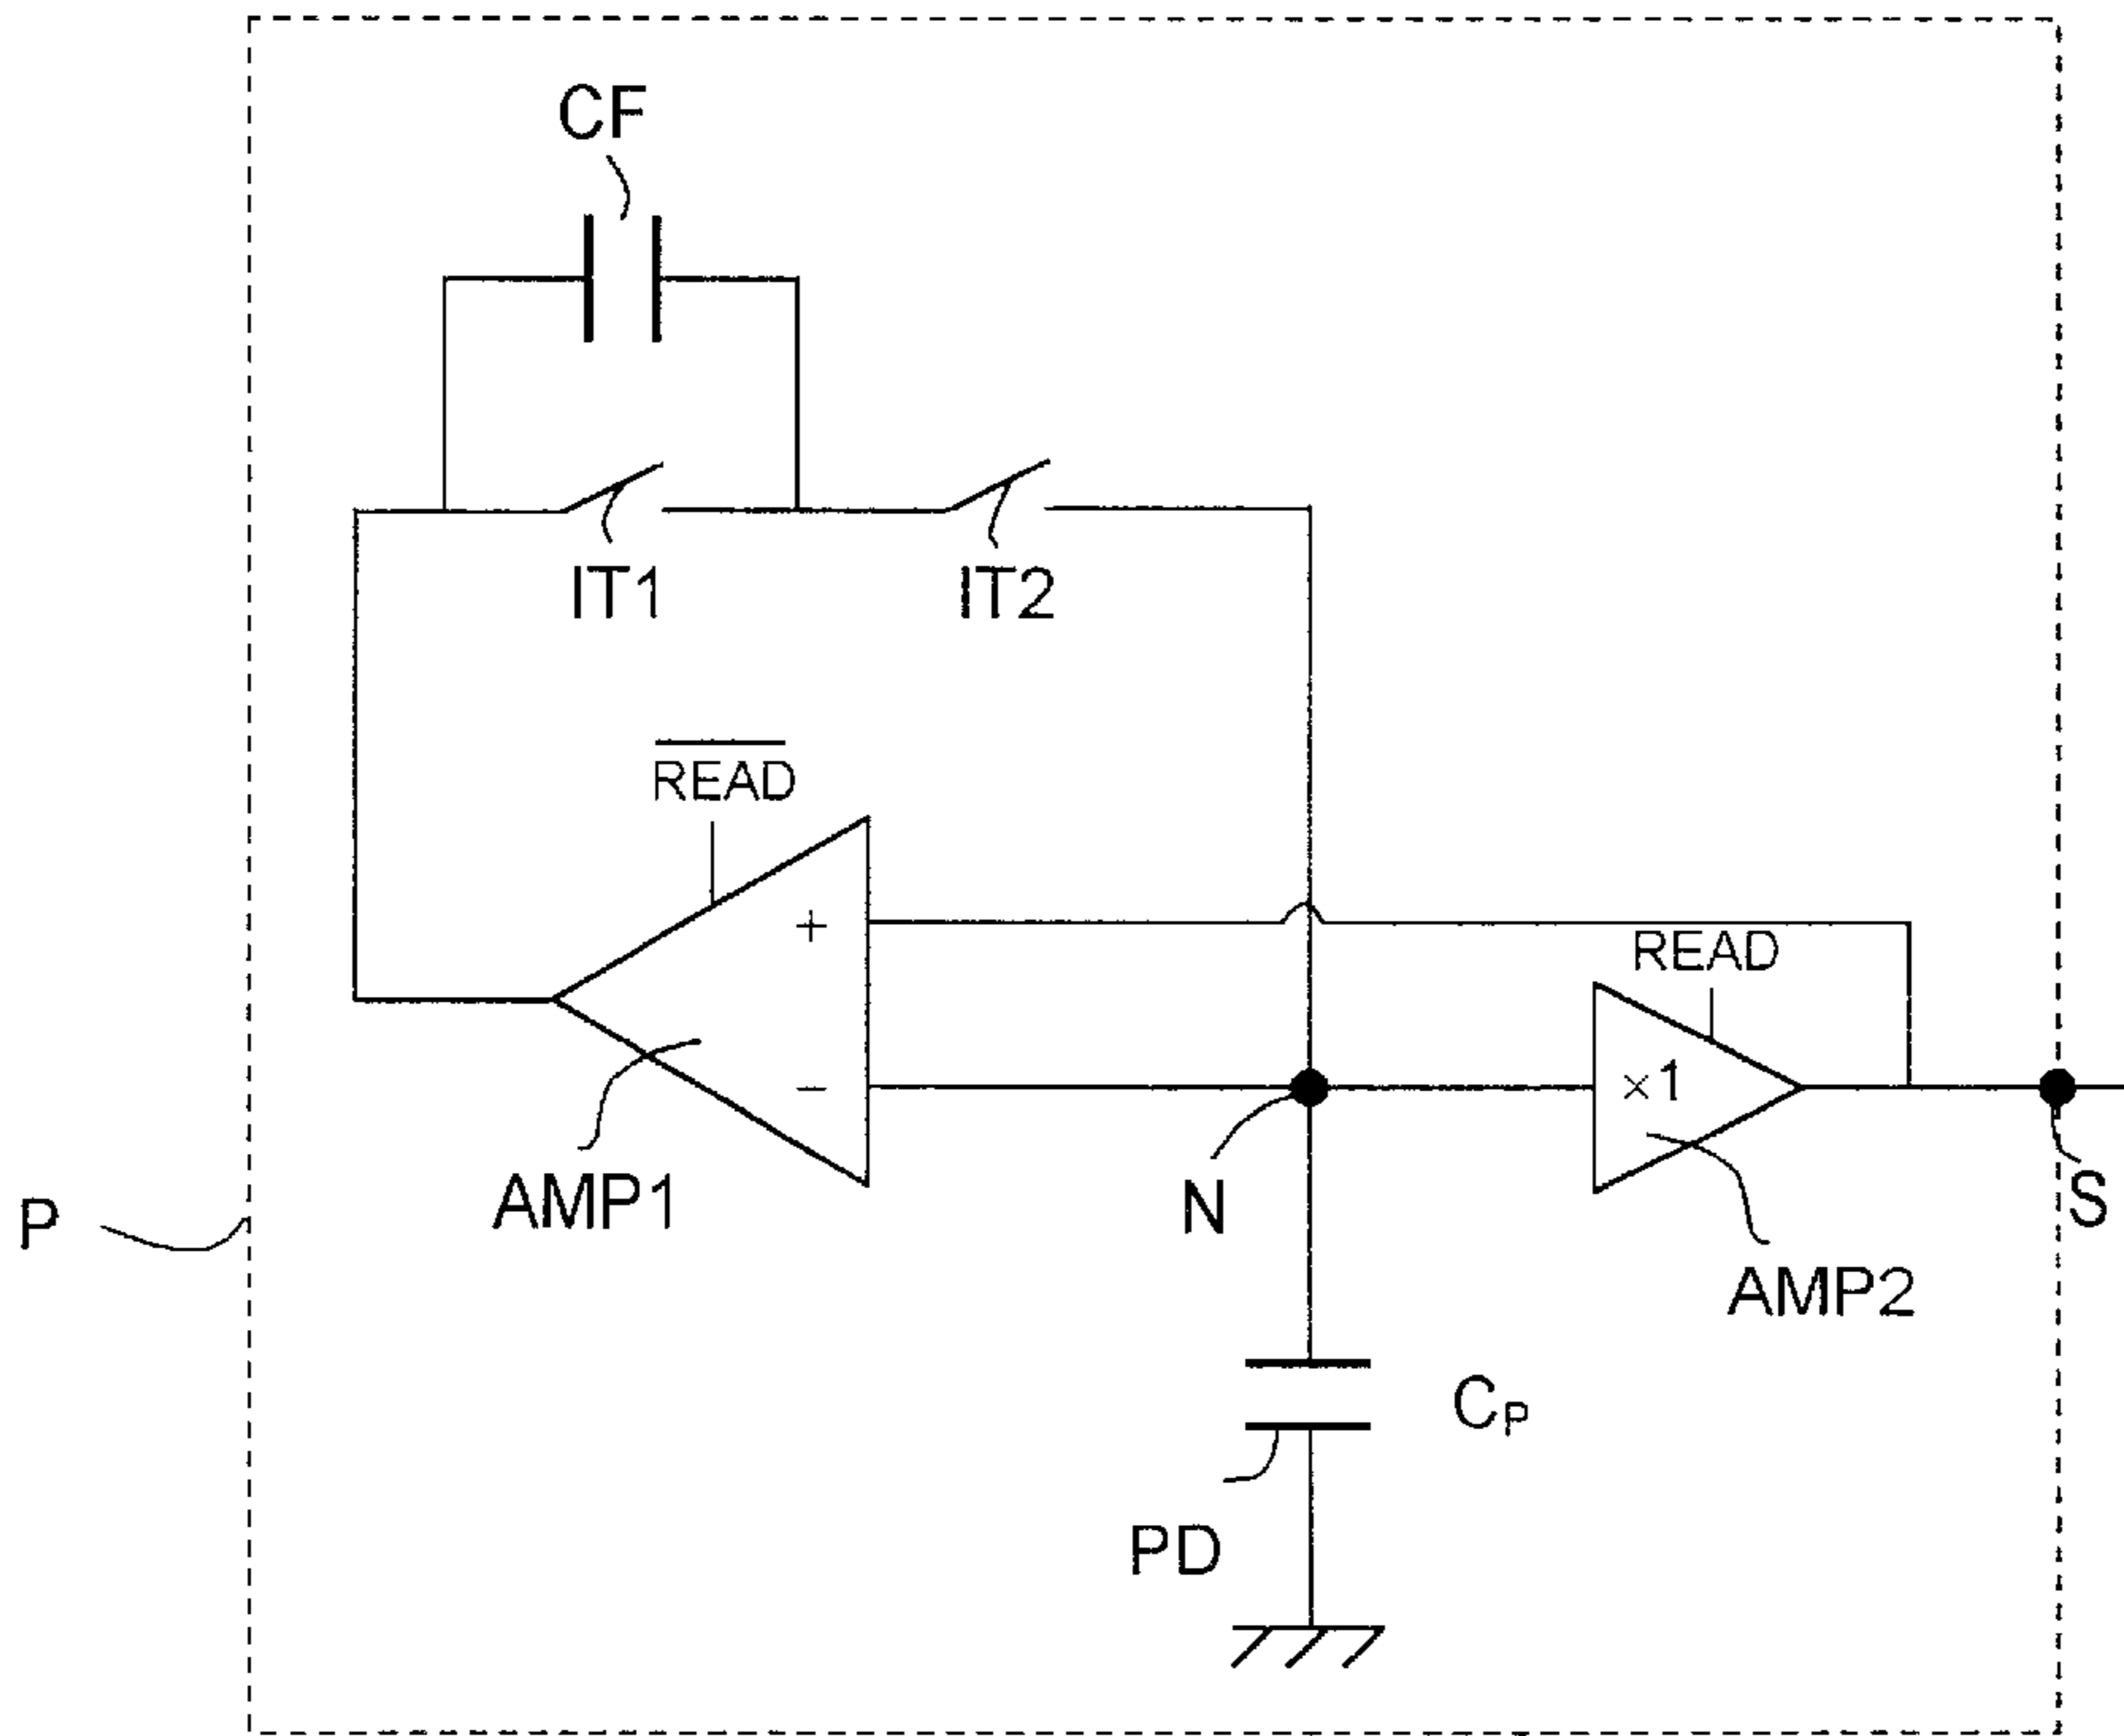 CF
IT1
IT2
READ
+
READ
−
×1
AMP1
N
P
S
AMP2
CP
PD